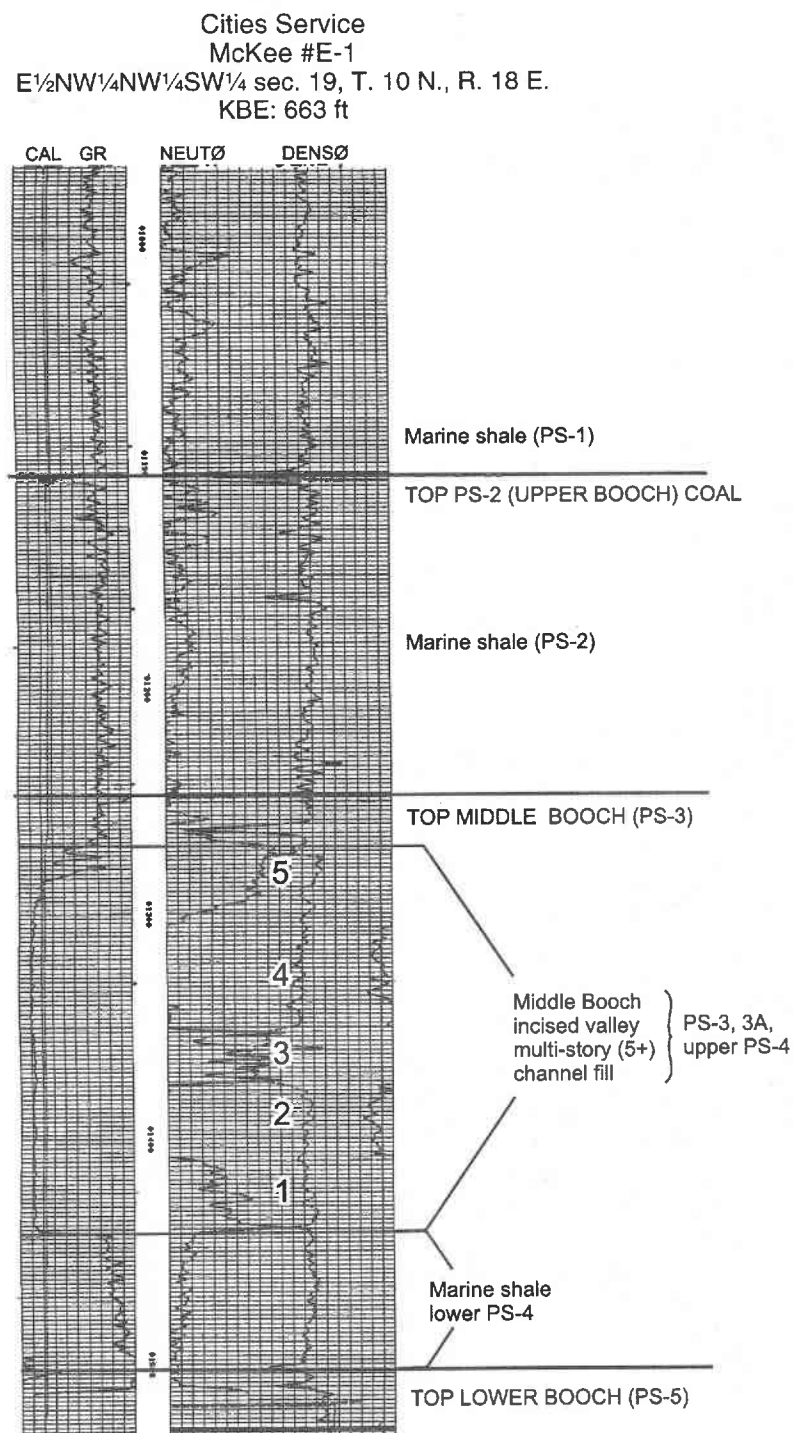 Cities Service
McKee #E-1
E½NW¼NW¼SW¼ sec. 19, T. 10 N., R. 18 E.
KBE: 663 ft
CAL GR NEUTØ DENSØ
Marine shale (PS-1)
TOP PS-2 (UPPER BOOCH) COAL
Marine shale (PS-2)
01200
TOP MIDDLE BOOCH (PS-3)
5
01300
4
Middle Booch
incised valley
multi-story (5+)
channel fill
PS-3, 3A,
upper PS-4
3
2
01400
1
Marine shale
lower PS-4
TOP LOWER BOOCH (PS-5)